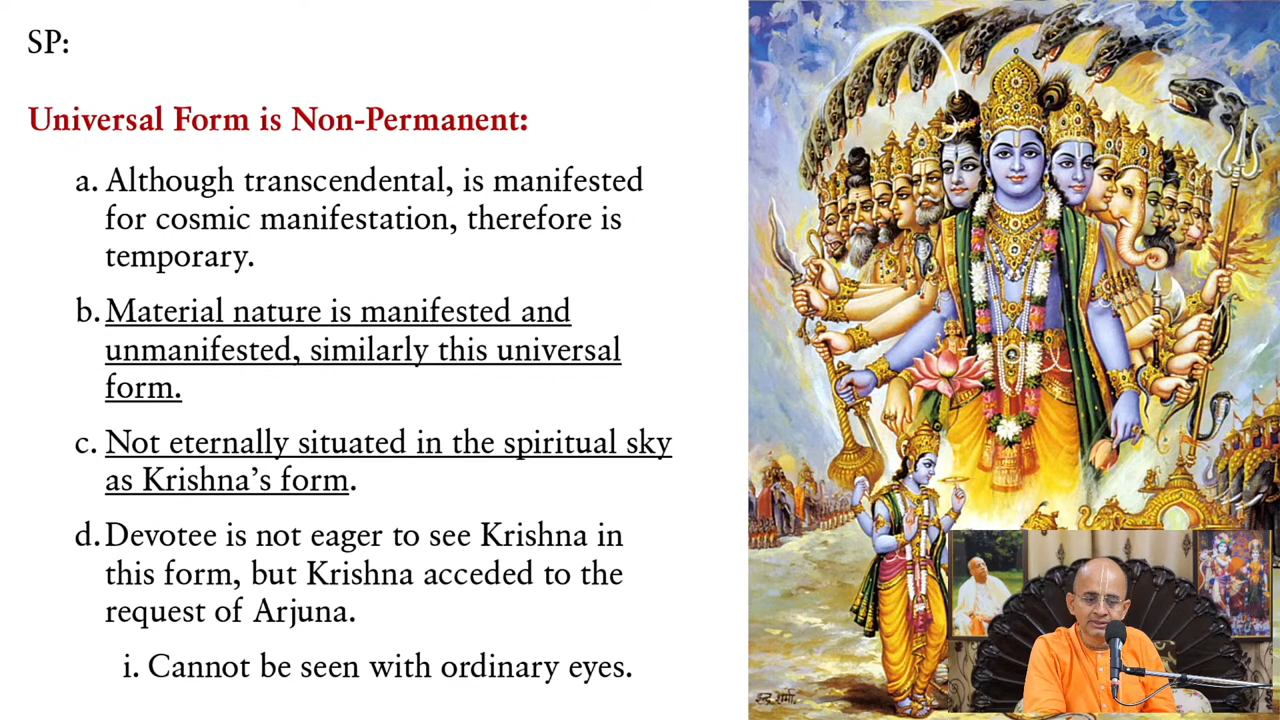 SP:
Universal Form is Non-Permanent:
a. Although transcendental, is manifested
for cosmic manifestation, therefore is
temporary.
b. Material nature is manifested and
unmanifested, similarly this universal
form.
c. Not eternally situated in the spiritual sky
as Krishna’s form.
d. Devotee is not eager to see Krishna in
this form, but Krishna acceded to the
request of Arjuna.
i. Cannot be seen with ordinary eyes.
इन्द्र शर्मा